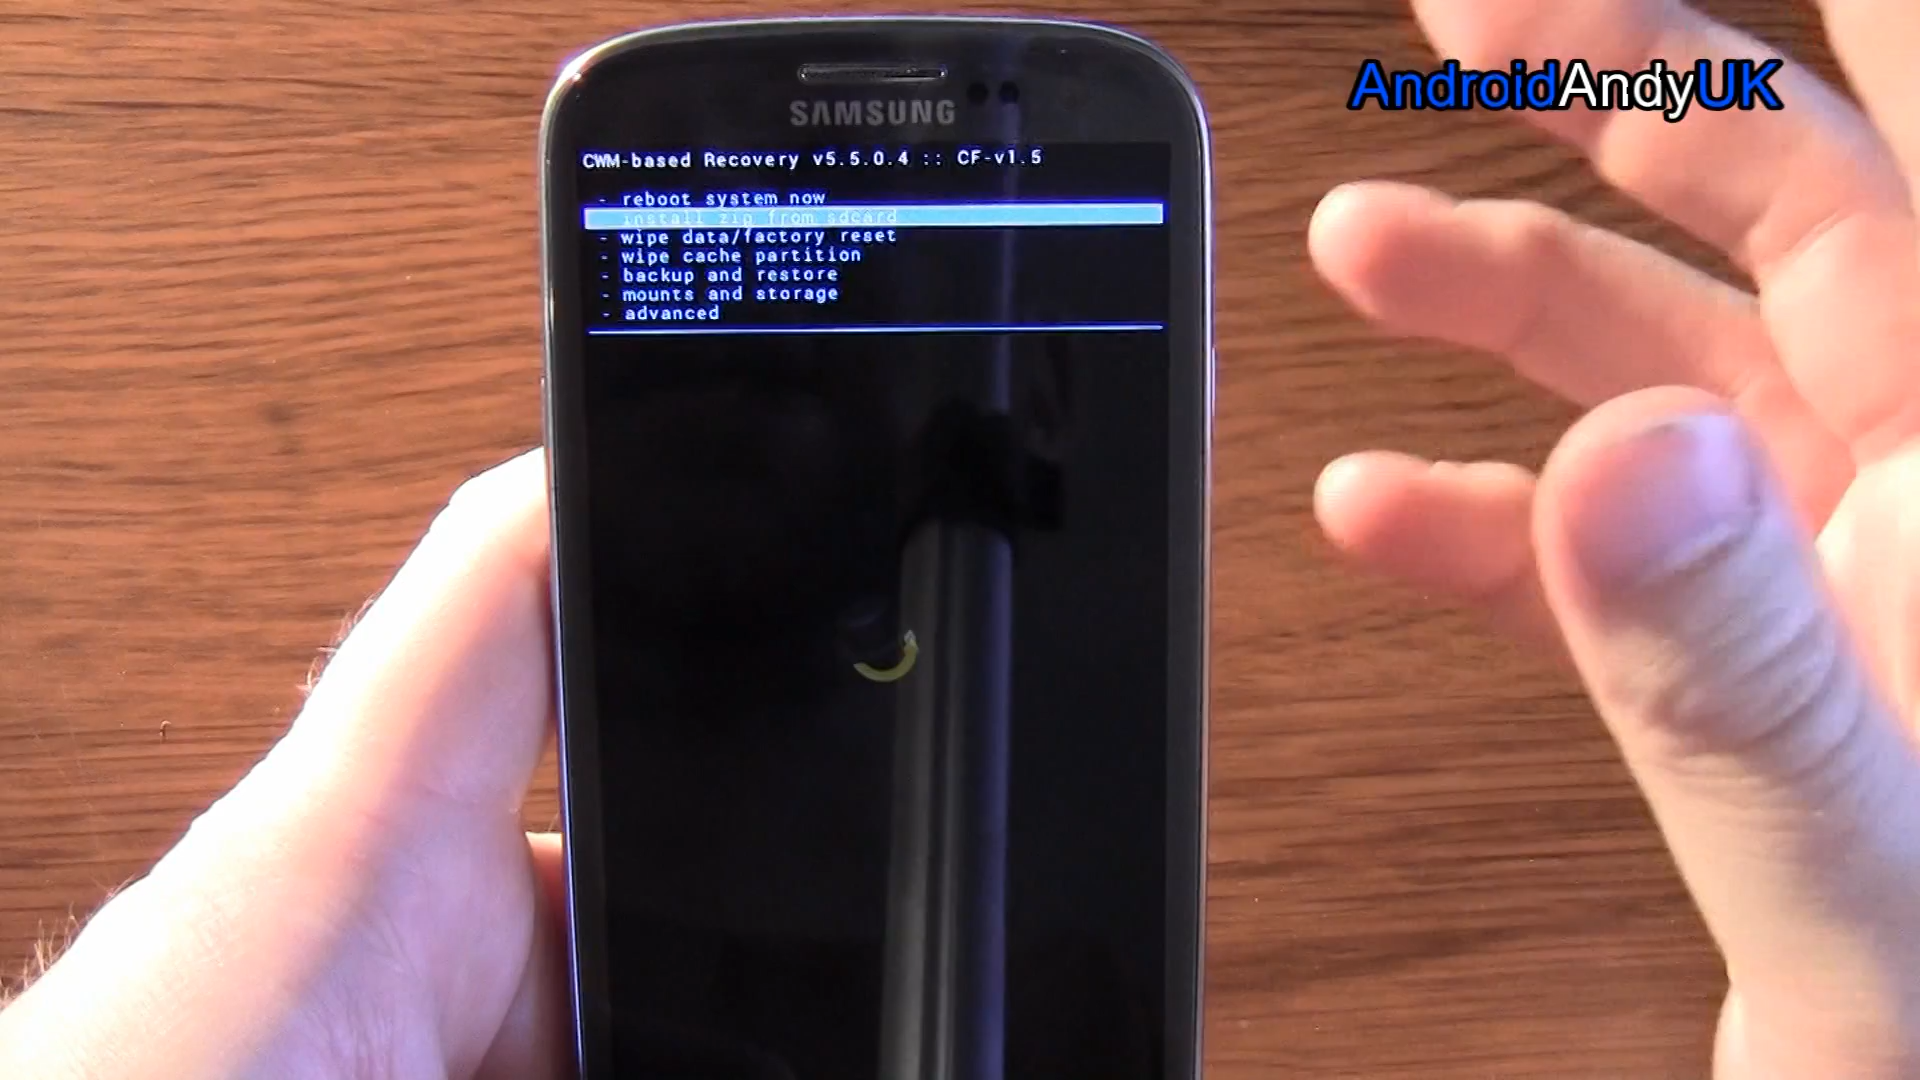 AndroidAndyUK
SAMSUNG
CWM-based Recovery v5.5.0.4 :: CF-v1.5
- reboot system now
- install zip from sdcard
- wipe data/factory reset
- wipe cache partition
- backup and restore
- mounts and storage
- advanced